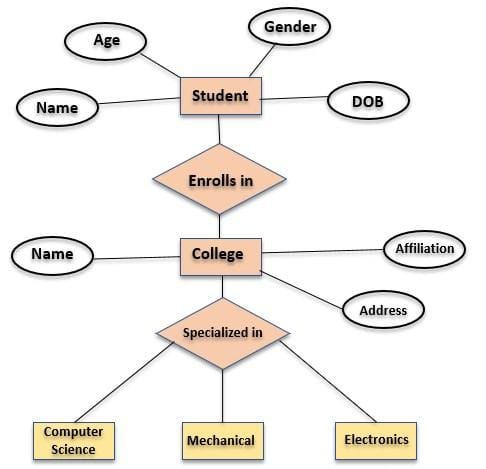 Age
Gender
Student
Name
DOB
Enrolls in
Name
College
Affiliation
Address
Specialized in
Computer
Science
Mechanical
Electronics